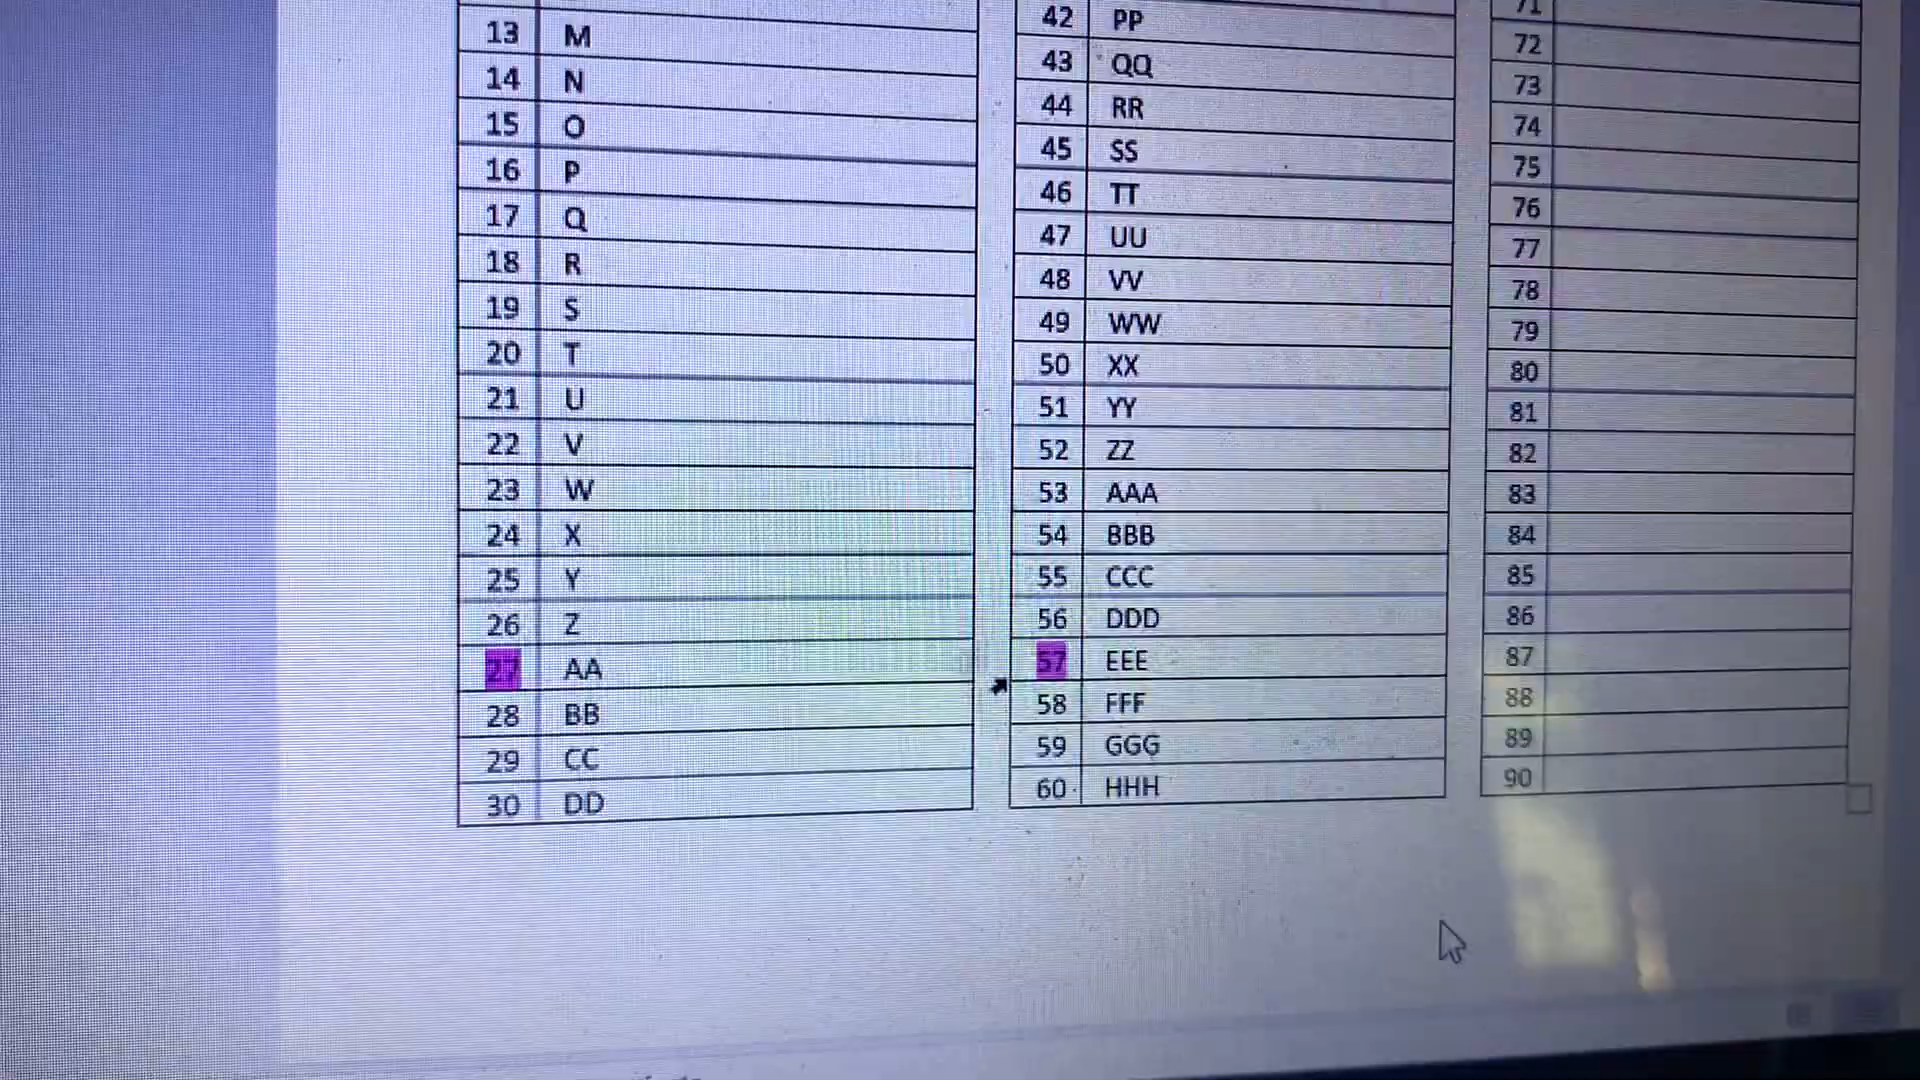 13 M
14 N
15 O
16 P
17 Q
18 R
19 S
20 T
21 U
22 V
23 W
24 X
25 Y
26 Z
27 AA
28 BB
29 CC
30 DD
42 PP
43 QQ
44 RR
45 SS
46 TT
47 UU
48 VV
49 WW
50 XX
51 YY
52 ZZ
53 AAA
54 BBB
55 CCC
56 DDD
57 EEE
58 FFF
59 GGG
60 HHH
71
72
73
74
75
76
77
78
79
80
81
82
83
84
85
86
87
88
89
90